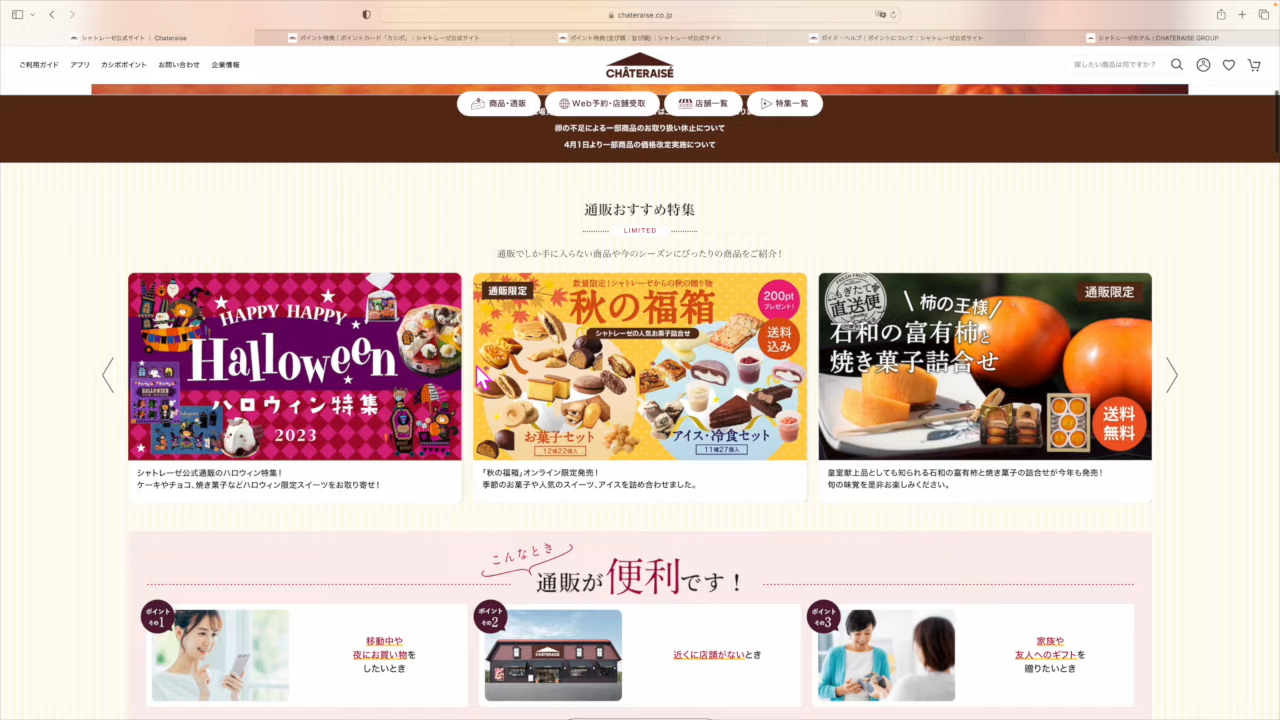 chateraise.co.jp
シャトレーゼ公式サイト | Chateraise
ポイント特典 | ポイントカード「カシポ」 | シャトレーゼ公式サイト
ガイド・ヘルプ | ポイントについて | シャトレーゼ公式サイト
シャトレーゼホテル | CHATERAISE GROUP
ご利用ガイド
アプリ
カシポポイント
お問い合わせ
企業情報
CHÂTERAISÉ
探したい商品は何ですか?
商品・通販
Web予約・店舗受取
店舗一覧
特集一覧
卵の不足による一部商品のお取り扱い休止について
4月1日より一部商品の価格改定実施について
通販おすすめ特集
LIMITED
通販でしか手に入らない商品や今のシーズンにぴったりの商品をご紹介!
HAPPY HAPPY
Halloween
ハロウィン特集
2023
シャトレーゼ公式通販のハロウィン特集!
ケーキやチョコ、焼き菓子などハロウィン限定スイーツをお取り寄せ!
通販限定
数量限定!シャトレーゼからの秋の贈り物
秋の福箱
シャトレーゼの人気お菓子詰合せ
200pt
プレゼント!
送料
込み
お菓子セット
12種22個入
アイス・冷食セット
11種27個入
「秋の福箱」オンライン限定発売!
季節のお菓子や人気のスイーツ、アイスを詰め合わせました。
FRESH FRUIT
もぎたて
直送便
通販限定
柿の王様
石和の富有柿と
焼き菓子詰合せ
送料
無料
皇室献上品としても知られる石和の富有柿と焼き菓子の詰合せが今年も発売!
旬の味覚を是非お楽しみください。
こんなとき
通販が便利です!
ポイント
その1
移動中や
夜にお買い物を
したいとき
ポイント
その2
近くに店舗がないとき
ポイント
その3
家族や
友人へのギフトを
贈りたいとき